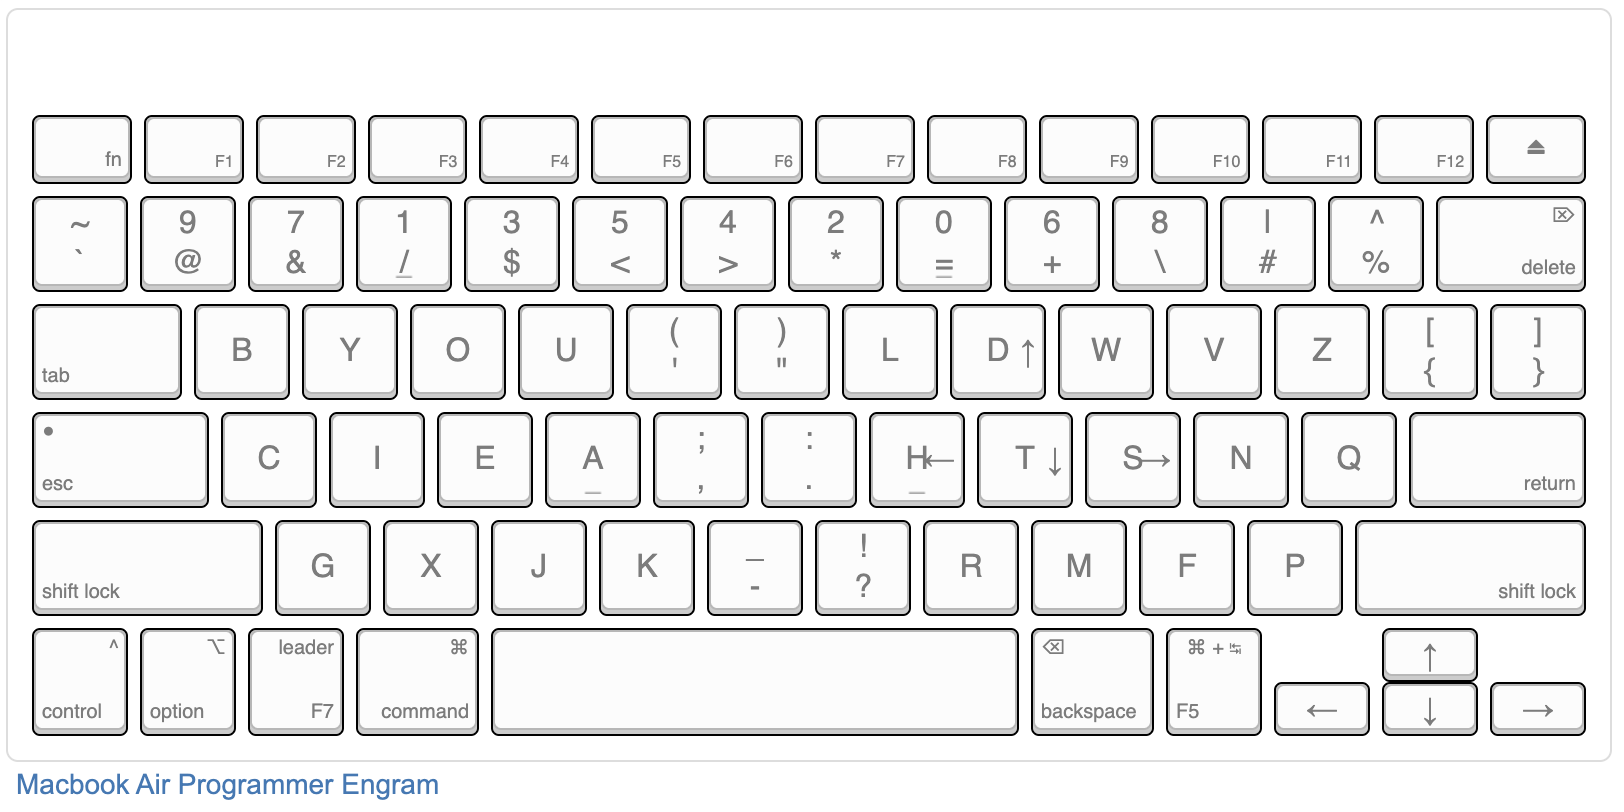 fn F1 F2 F3 F4 F5 F6 F7 F8 F9 F10 F11 F12 ⏏
~ 9 7 1 3 5 4 2 0 6 8 | ^ ⌦
` @ & / $ < > * = + \ # % delete
tab B Y O U ( ' ) " L D ↑ W V Z [ { ] }
• esc C I E A _ ; , : . H ← _ T ↓ S → N Q return
shift lock G X J K _ - ! ? R M F P shift lock
^ ⌥ leader ⌘ ⌫ ⌘ + ↹ ↑
control option F7 command backspace F5 ← ↓ →
Macbook Air Programmer Engram